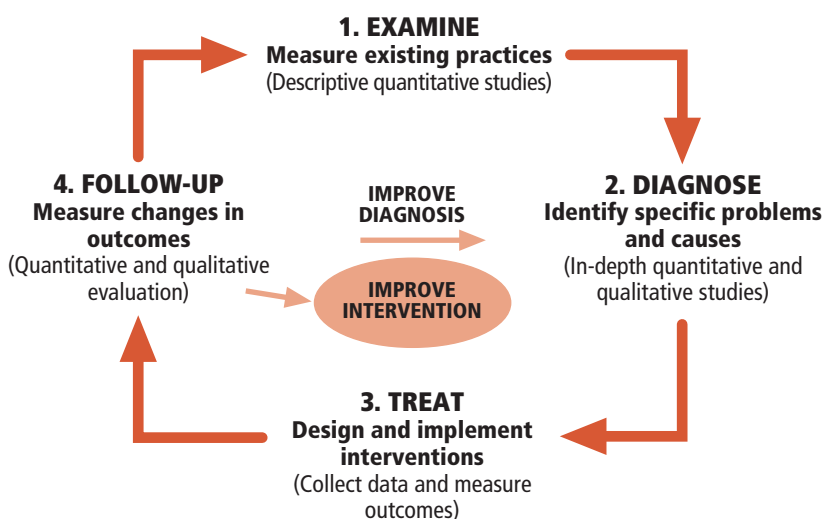 1. EXAMINE
Measure existing practices
(Descriptive quantitative studies)
2. DIAGNOSE
Identify specific problems
and causes
(In-depth quantitative and
qualitative studies)
3. TREAT
Design and implement
interventions
(Collect data and measure
outcomes)
4. FOLLOW-UP
Measure changes in
outcomes
(Quantitative and qualitative
evaluation)
IMPROVE
DIAGNOSIS
IMPROVE
INTERVENTION